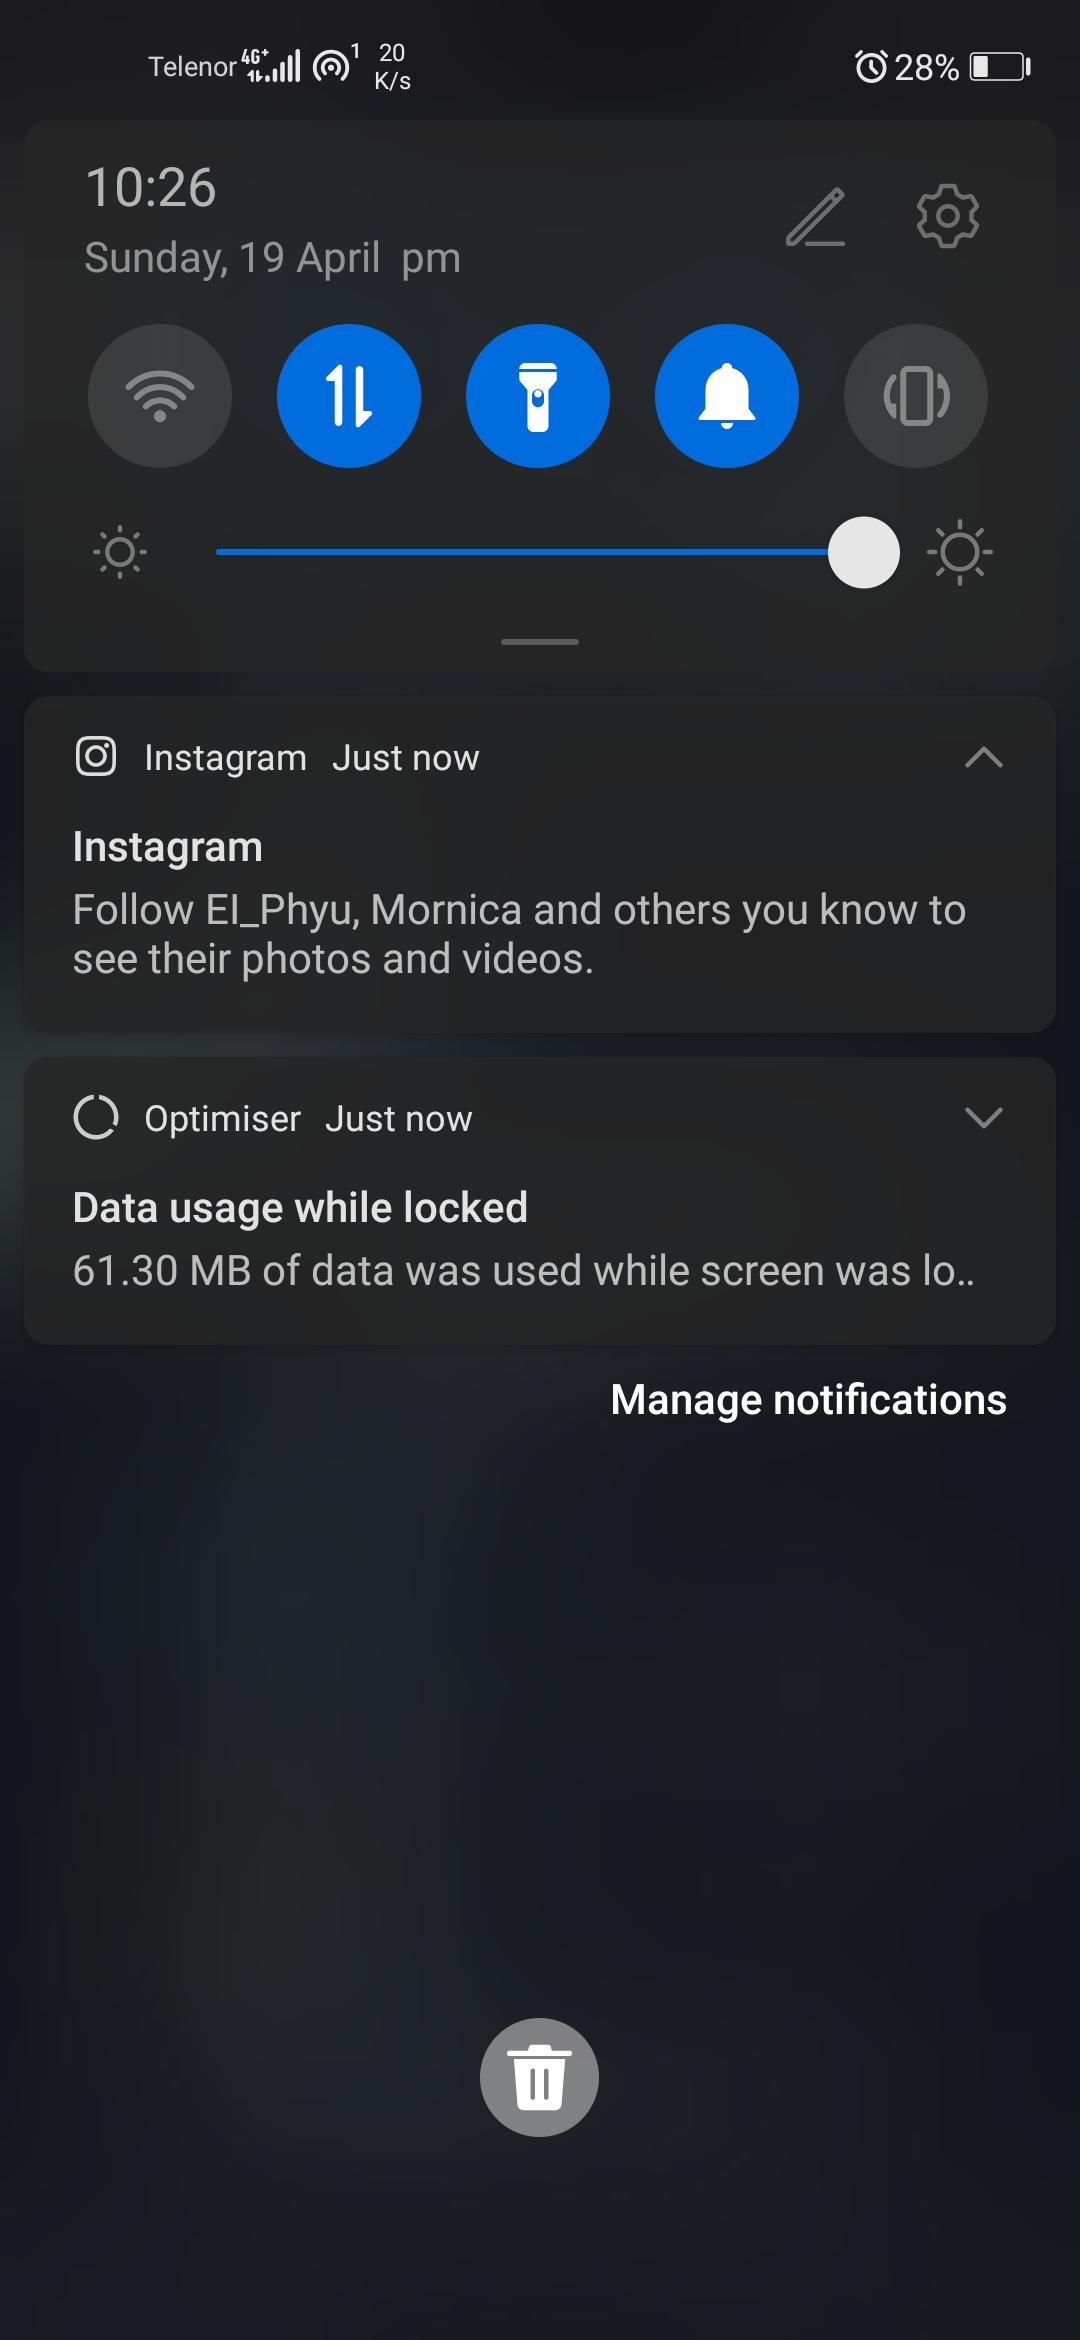 Telenor 4G+ 1 20 K/s 28%
10:26
Sunday, 19 April pm
Instagram Just now
Instagram
Follow EI_Phyu, Mornica and others you know to
see their photos and videos.
Optimiser Just now
Data usage while locked
61.30 MB of data was used while screen was lo..
Manage notifications